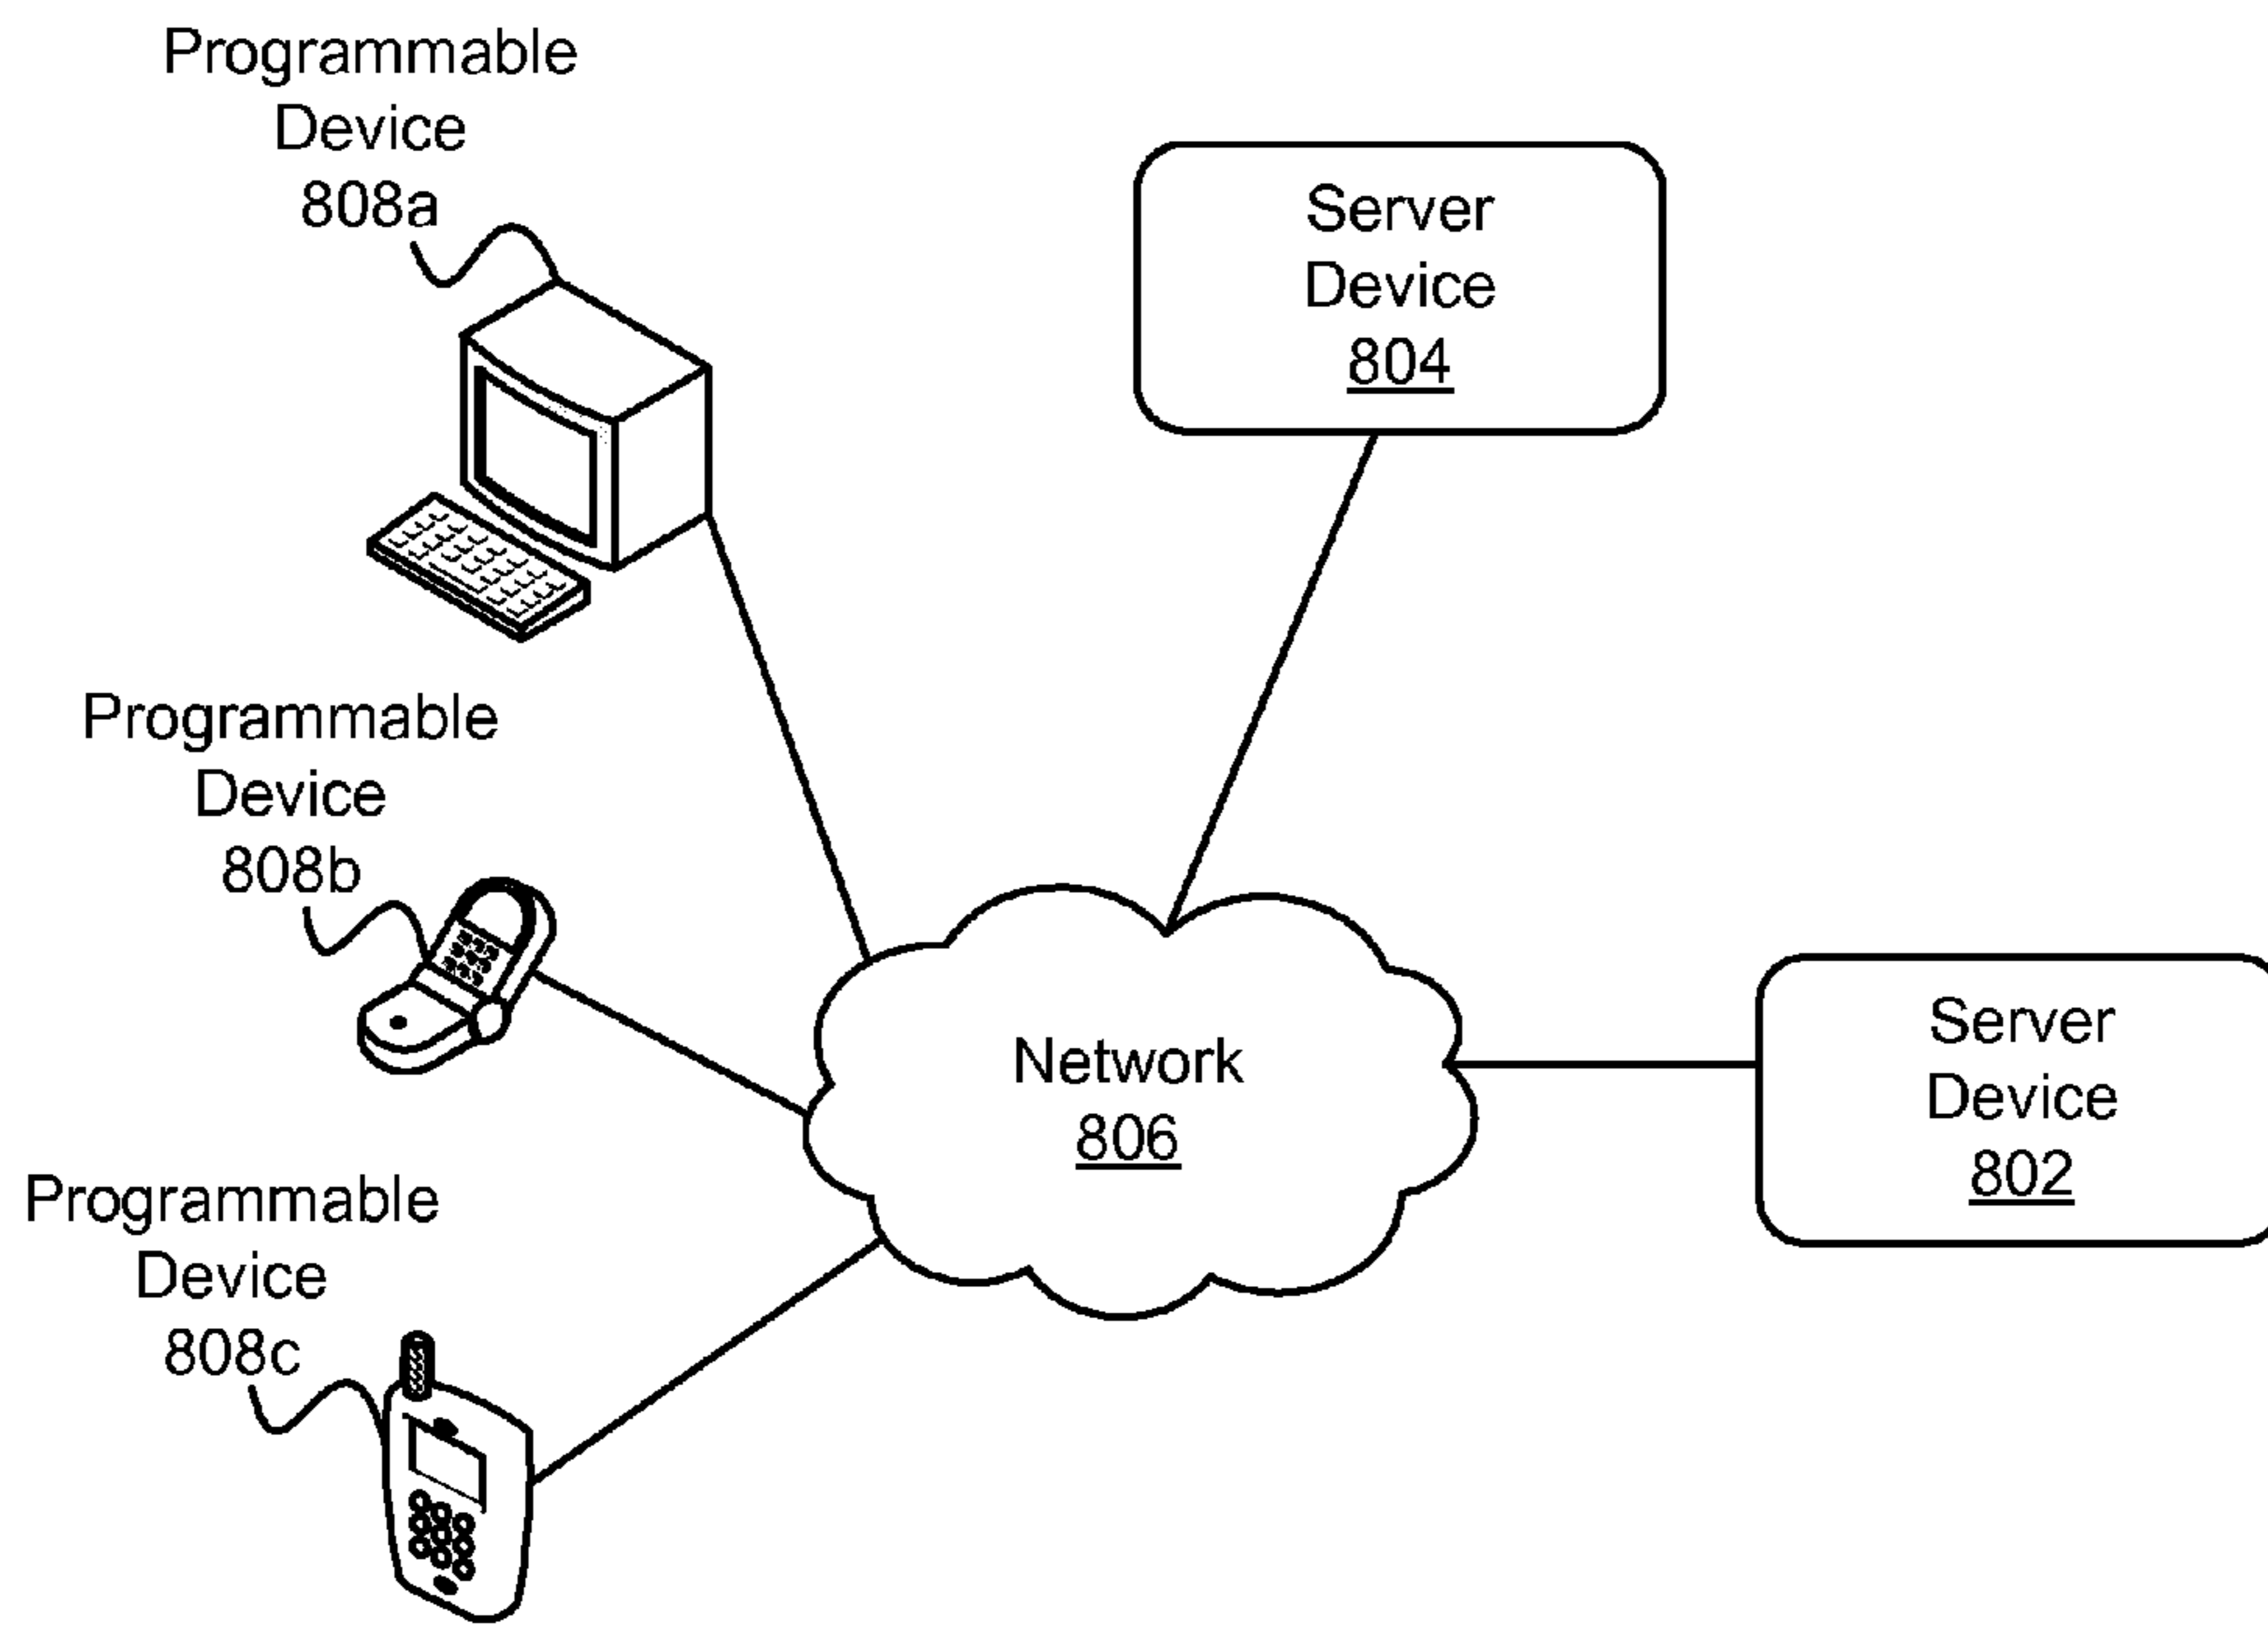 Programmable
Device
808a
Server
Device
804
Programmable
Device
808b
Network
806
Server
Device
802
Programmable
Device
808c